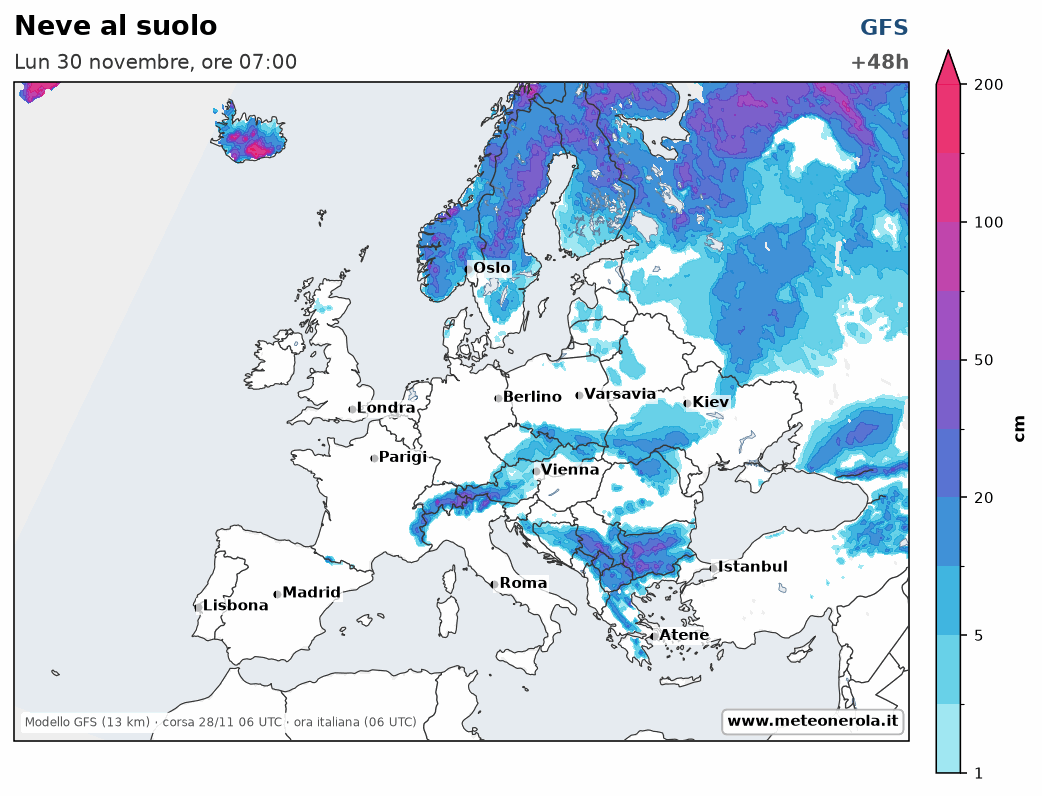 Neve al suolo
GFS
Lun 30 novembre, ore 07:00
+48h
200
100
50
20
5
1
cm
Oslo
Londra
Berlino
Varsavia
Kiev
Parigi
Vienna
Istanbul
Roma
Madrid
Lisbona
Atene
Modello GFS (13 km) · corsa 28/11 06 UTC · ora italiana (06 UTC)
www.meteonerola.it